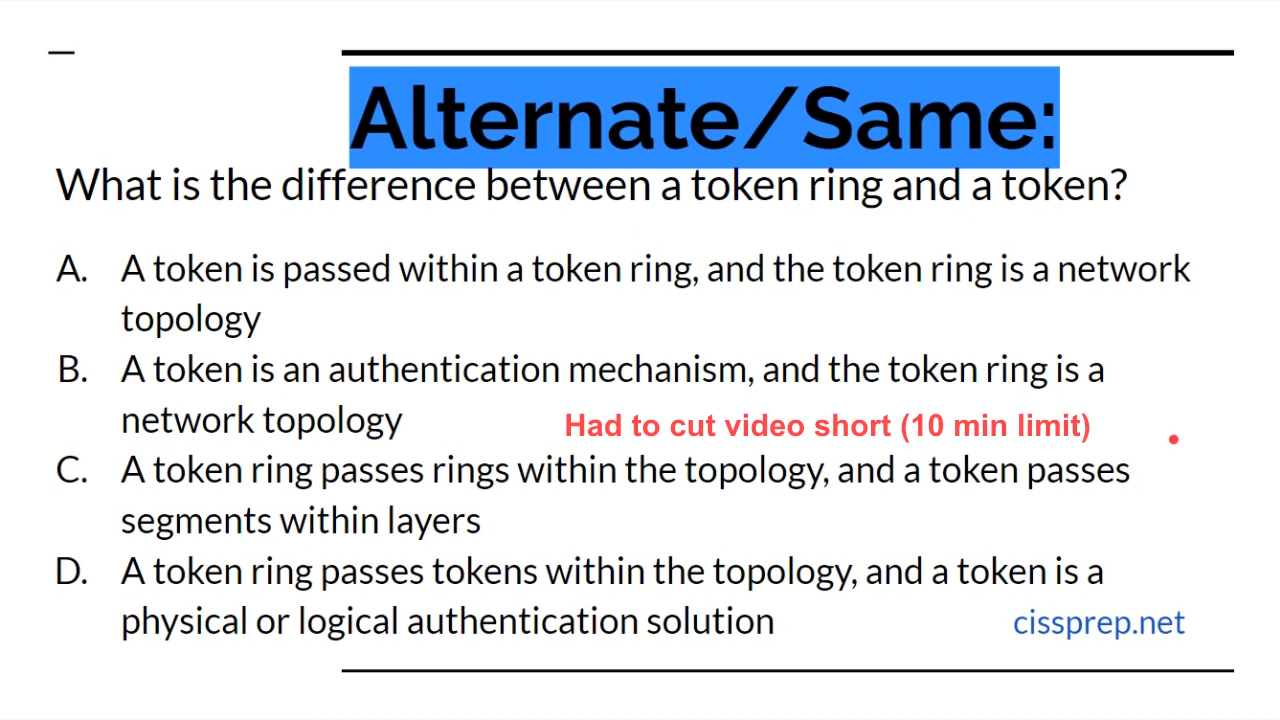 Alternate/Same:
What is the difference between a token ring and a token?
A. A token is passed within a token ring, and the token ring is a network
topology
B. A token is an authentication mechanism, and the token ring is a
network topology
Had to cut video short (10 min limit)
C. A token ring passes rings within the topology, and a token passes
segments within layers
D. A token ring passes tokens within the topology, and a token is a
physical or logical authentication solution
cissprep.net